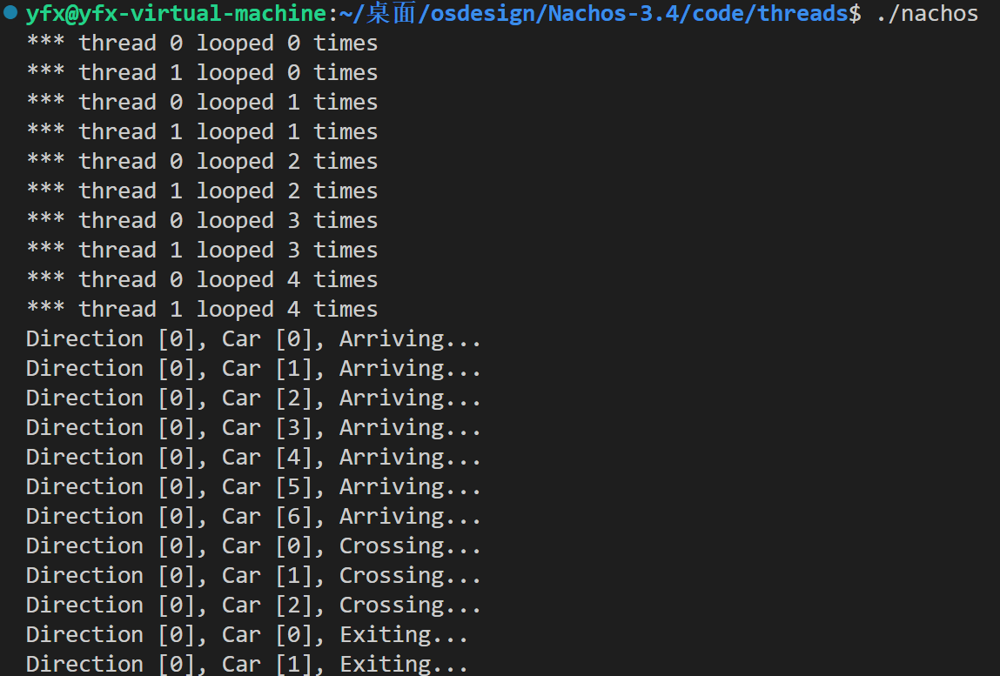 yfx@yfx-virtual-machine:~/桌面/osdesign/Nachos-3.4/code/threads$ ./nachos
*** thread 0 looped 0 times
*** thread 1 looped 0 times
*** thread 0 looped 1 times
*** thread 1 looped 1 times
*** thread 0 looped 2 times
*** thread 1 looped 2 times
*** thread 0 looped 3 times
*** thread 1 looped 3 times
*** thread 0 looped 4 times
*** thread 1 looped 4 times
Direction [0], Car [0], Arriving...
Direction [0], Car [1], Arriving...
Direction [0], Car [2], Arriving...
Direction [0], Car [3], Arriving...
Direction [0], Car [4], Arriving...
Direction [0], Car [5], Arriving...
Direction [0], Car [6], Arriving...
Direction [0], Car [0], Crossing...
Direction [0], Car [1], Crossing...
Direction [0], Car [2], Crossing...
Direction [0], Car [0], Exiting...
Direction [0], Car [1], Exiting...